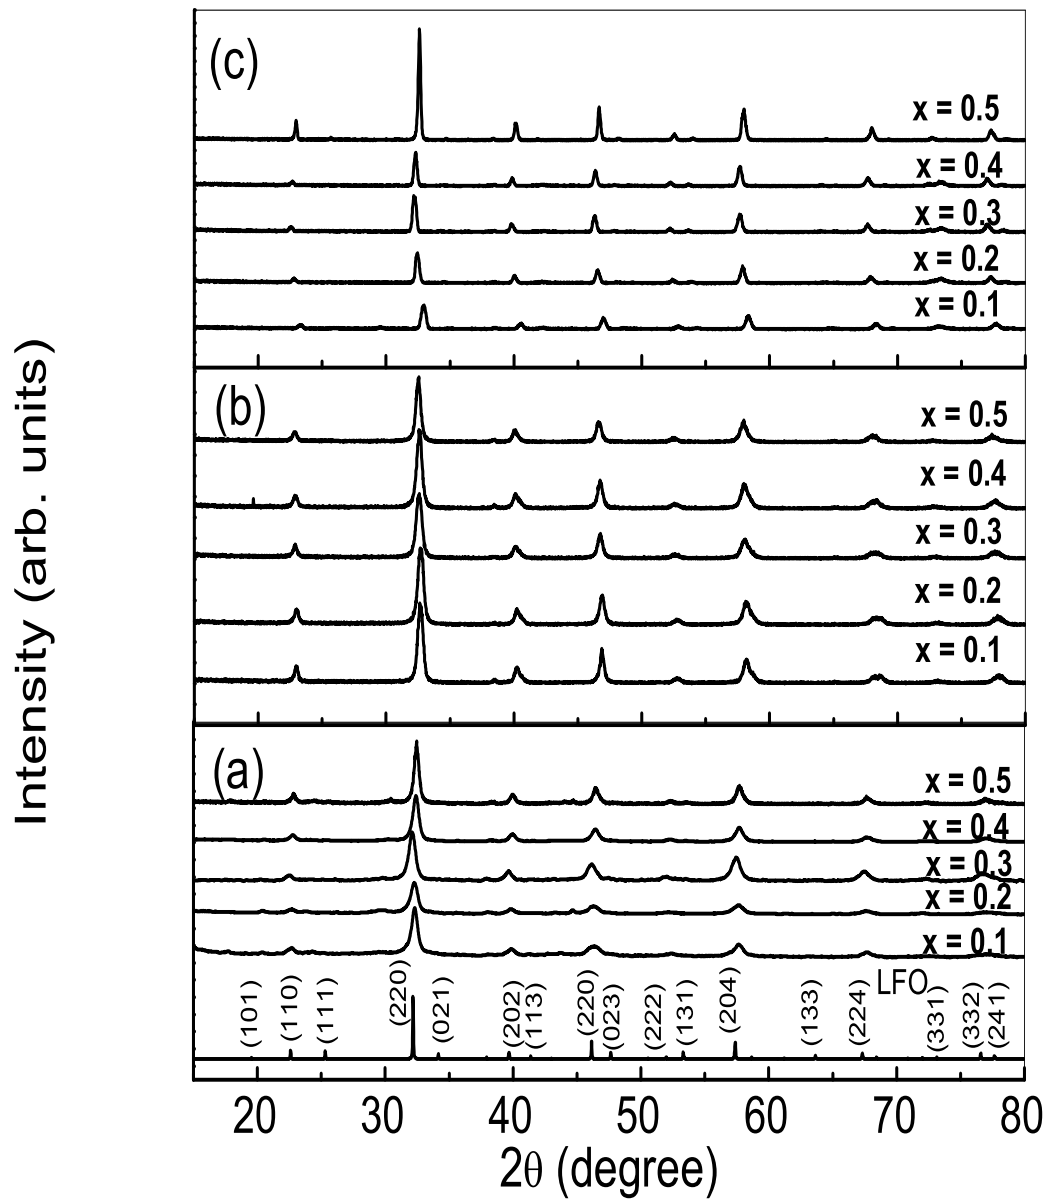 Intensity (arb. units)
(c)
x = 0.5
x = 0.4
x = 0.3
x = 0.2
x = 0.1
(b)
x = 0.5
x = 0.4
x = 0.3
x = 0.2
x = 0.1
(a)
x = 0.5
x = 0.4
x = 0.3
x = 0.2
x = 0.1
LFO
(101) (110) (111) (220) (021) (202) (113) (220) (023) (222) (131) (204) (133) (224) (331) (332) (241)
20 30 40 50 60 70 80
2θ (degree)